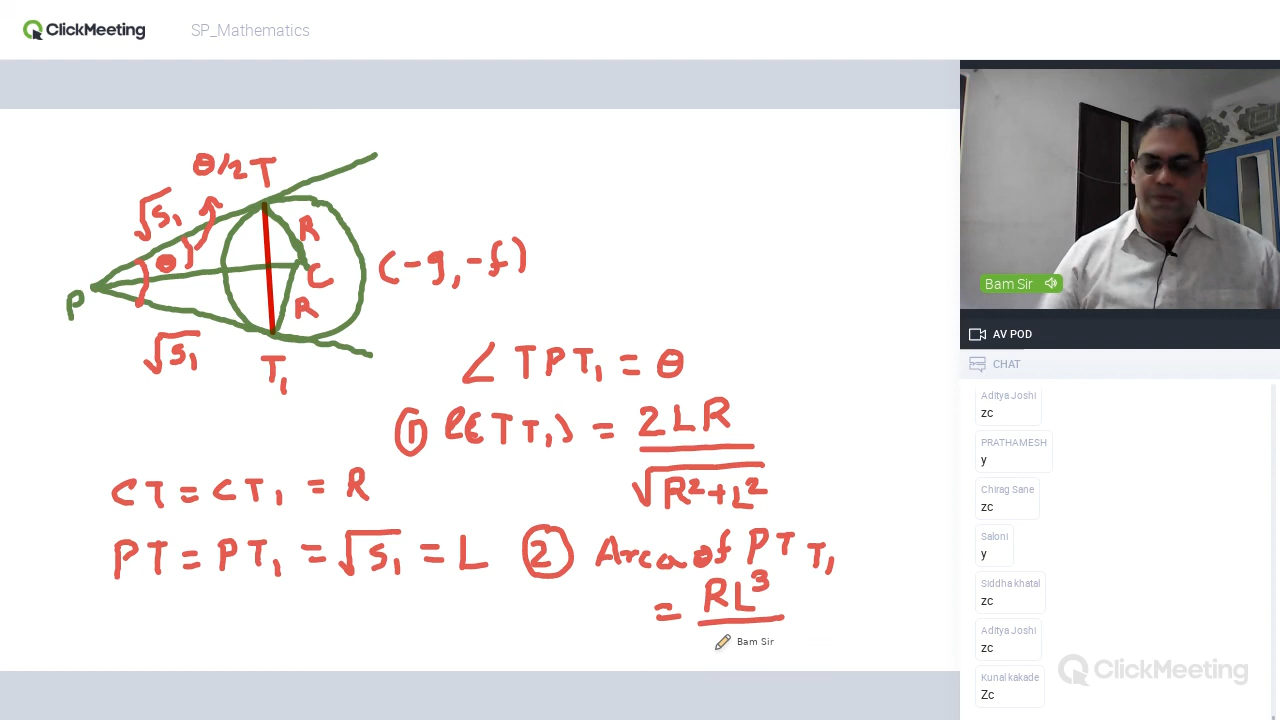 ClickMeeting
SP_Mathematics
θ/2 T
√S₁
R
θ
C
(-g, -f)
P
R
√S₁
T₁
∠TPT₁ = θ
① l(TT₁) = 2LR
√R²+L²
CT = CT₁ = R
PT = PT₁ = √S₁ = L
② Area of PTT₁
= RL³
Bam Sir
Bam Sir
AV POD
CHAT
Aditya Joshi
zc
PRATHAMESH
y
Chirag Sane
zc
Saloni
y
Siddha khatal
zc
Aditya Joshi
zc
Kunal kakade
Zc
ClickMeeting